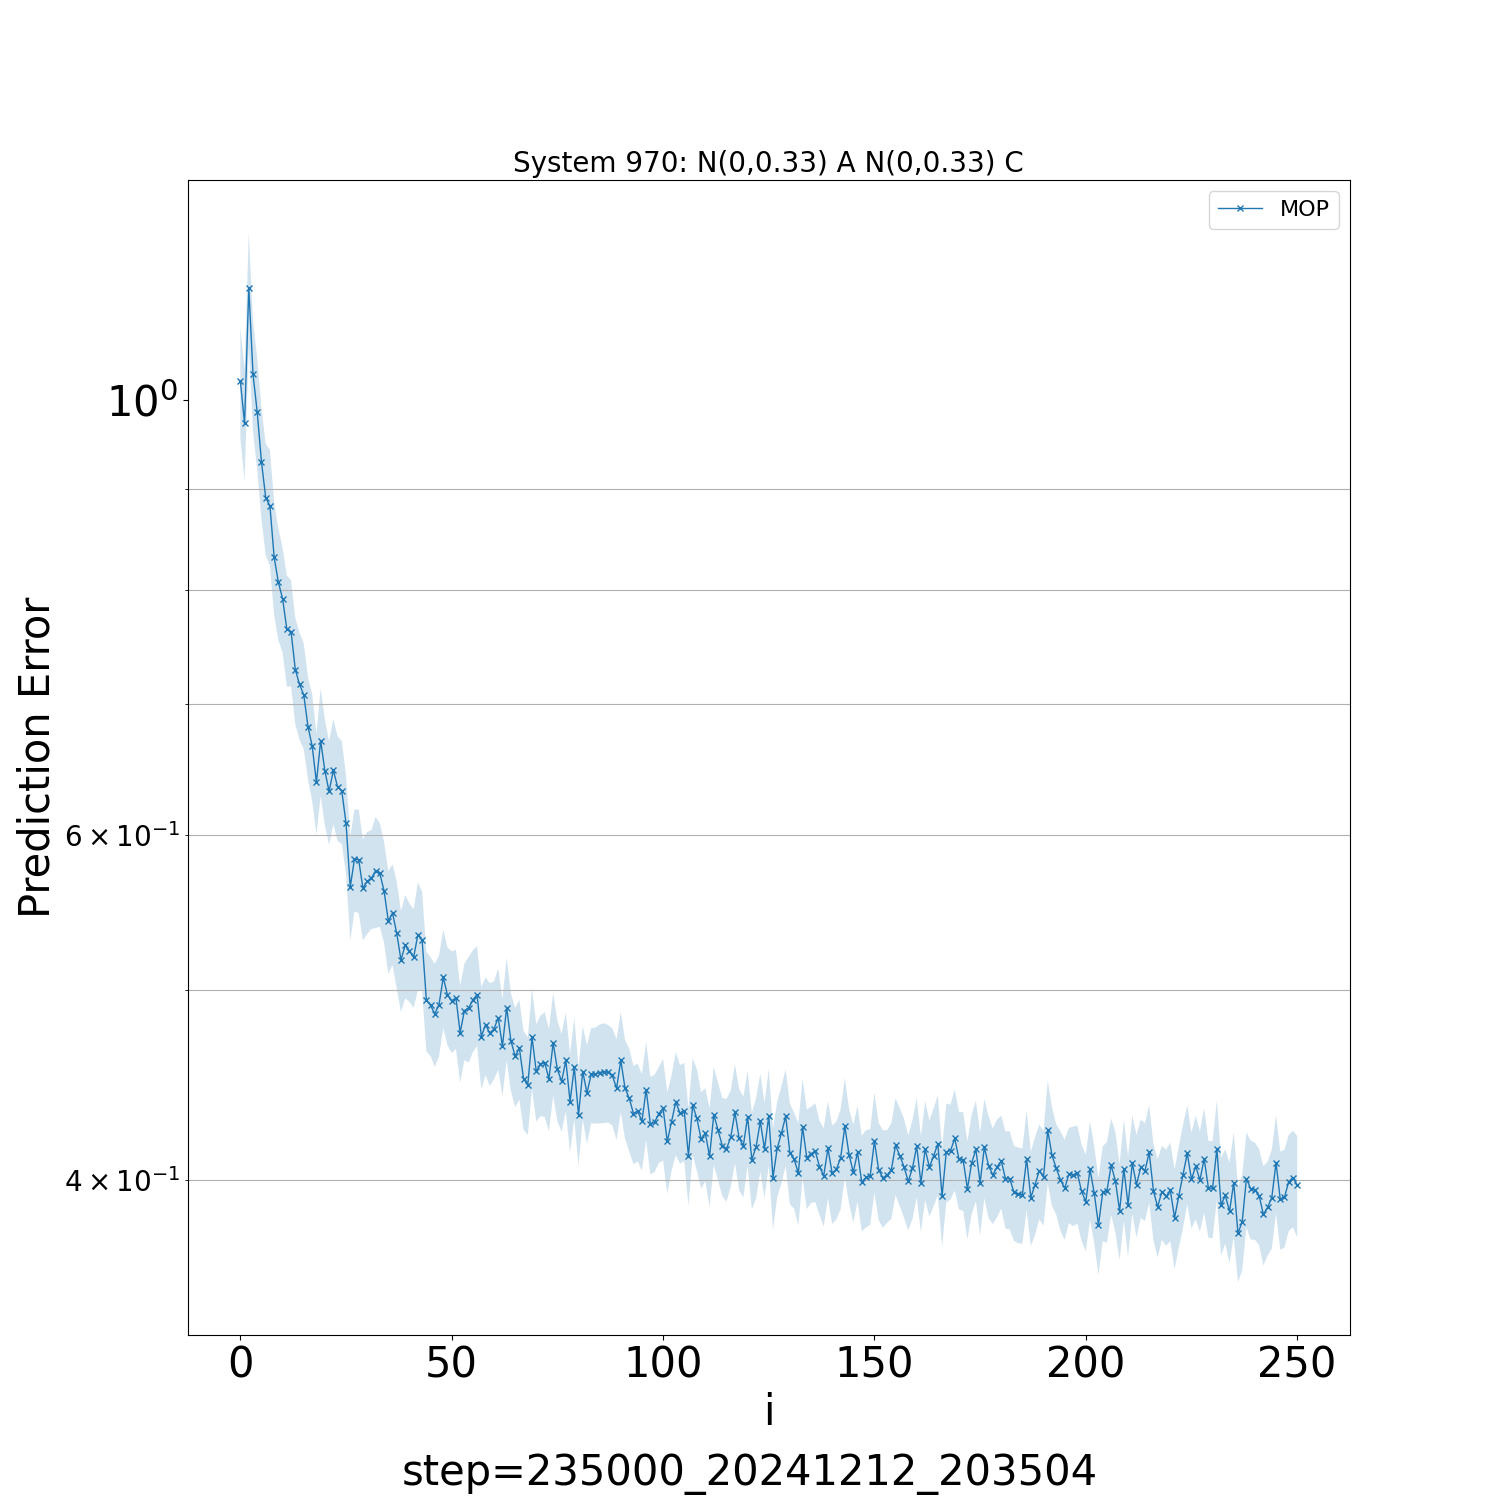 System 970: N(0,0.33) A N(0,0.33) C
MOP
10⁰
6 × 10⁻¹
4 × 10⁻¹
Prediction Error
0 50 100 150 200 250
i
step=235000_20241212_203504